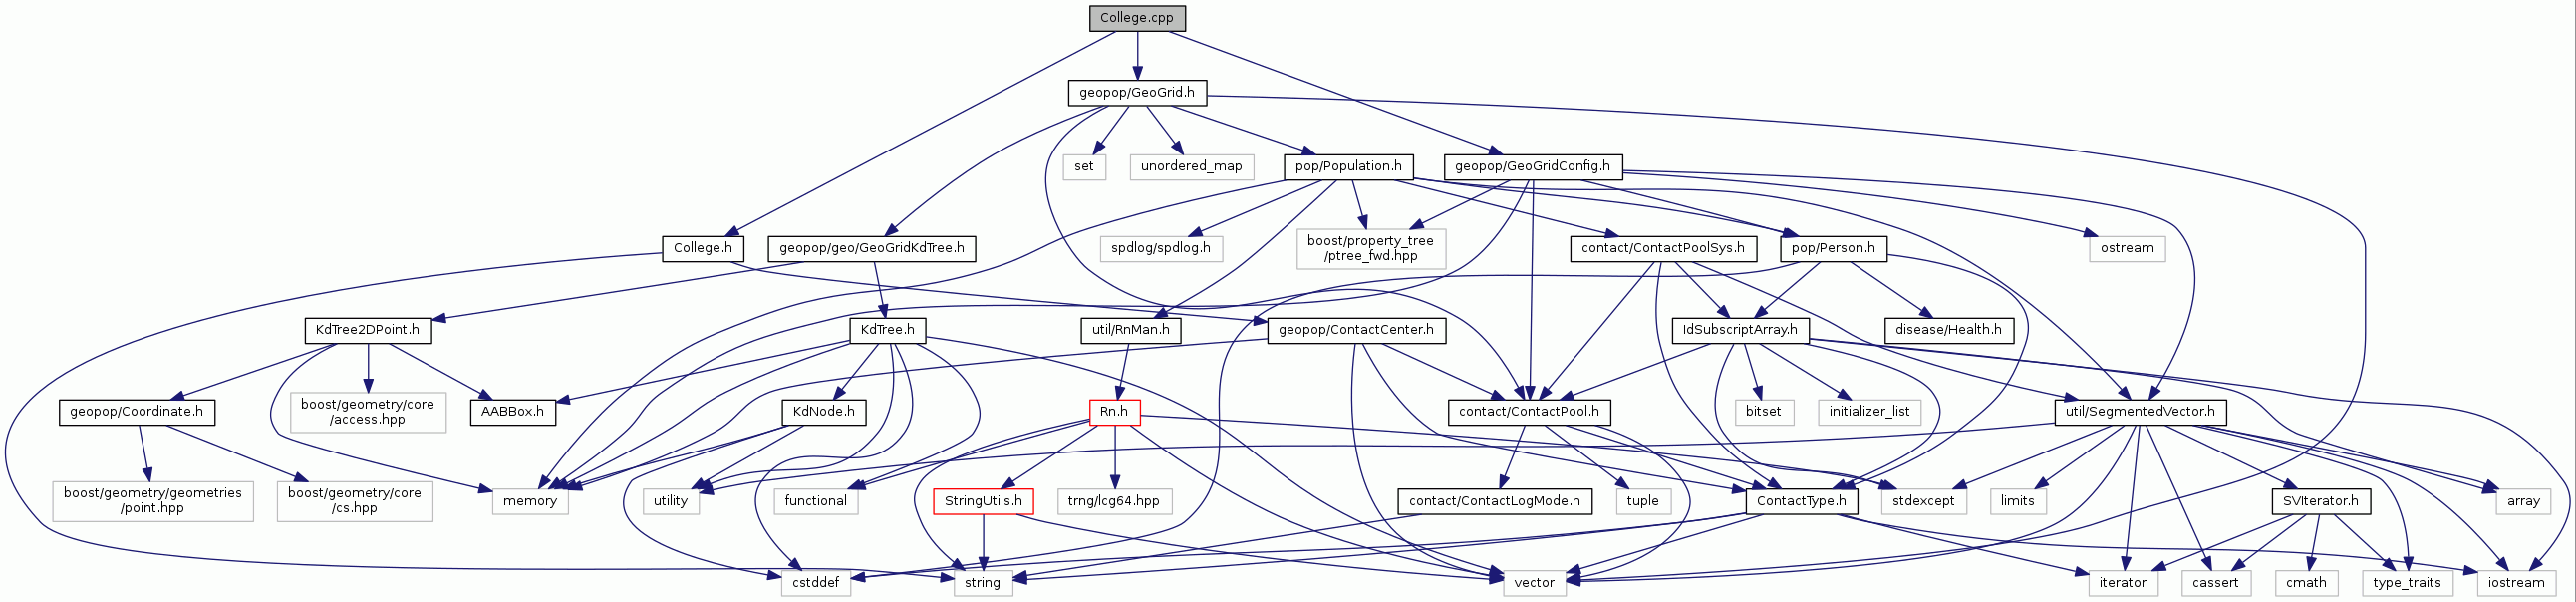 College.cpp
geopop/GeoGrid.h
set
unordered_map
pop/Population.h
geopop/GeoGridConfig.h
College.h
geopop/geo/GeoGridKdTree.h
spdlog/spdlog.h
boost/property_tree
/ptree_fwd.hpp
contact/ContactPoolSys.h
pop/Person.h
ostream
KdTree2DPoint.h
KdTree.h
util/RnMan.h
geopop/ContactCenter.h
IdSubscriptArray.h
disease/Health.h
geopop/Coordinate.h
boost/geometry/core
/access.hpp
AABBox.h
KdNode.h
Rn.h
contact/ContactPool.h
bitset
initializer_list
util/SegmentedVector.h
boost/geometry/geometries
/point.hpp
boost/geometry/core
/cs.hpp
memory
utility
functional
StringUtils.h
trng/lcg64.hpp
contact/ContactLogMode.h
tuple
ContactType.h
stdexcept
limits
SVIterator.h
array
cstddef
string
vector
iterator
cassert
cmath
type_traits
iostream